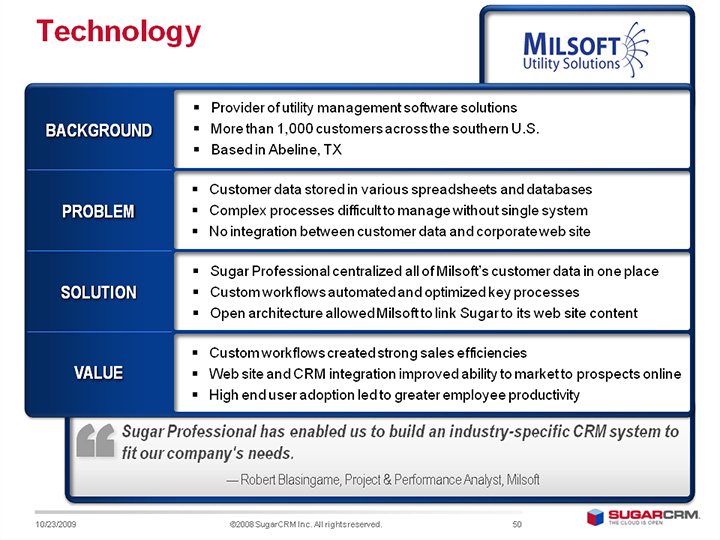 Technology
MILSOFT
Utility Solutions
BACKGROUND
▪ Provider of utility management software solutions
▪ More than 1,000 customers across the southern U.S.
▪ Based in Abeline, TX
PROBLEM
▪ Customer data stored in various spreadsheets and databases
▪ Complex processes difficult to manage without single system
▪ No integration between customer data and corporate web site
SOLUTION
▪ Sugar Professional centralized all of Milsoft's customer data in one place
▪ Custom workflows automated and optimized key processes
▪ Open architecture allowed Milsoft to link Sugar to its web site content
VALUE
▪ Custom workflows created strong sales efficiencies
▪ Web site and CRM integration improved ability to market to prospects online
▪ High end user adoption led to greater employee productivity
“ Sugar Professional has enabled us to build an industry-specific CRM system to
fit our company's needs.
— Robert Blasingame, Project & Performance Analyst, Milsoft
10/23/2009 ©2008 SugarCRM Inc. All rights reserved. 50
SUGARCRM.
THE CLOUD IS OPEN